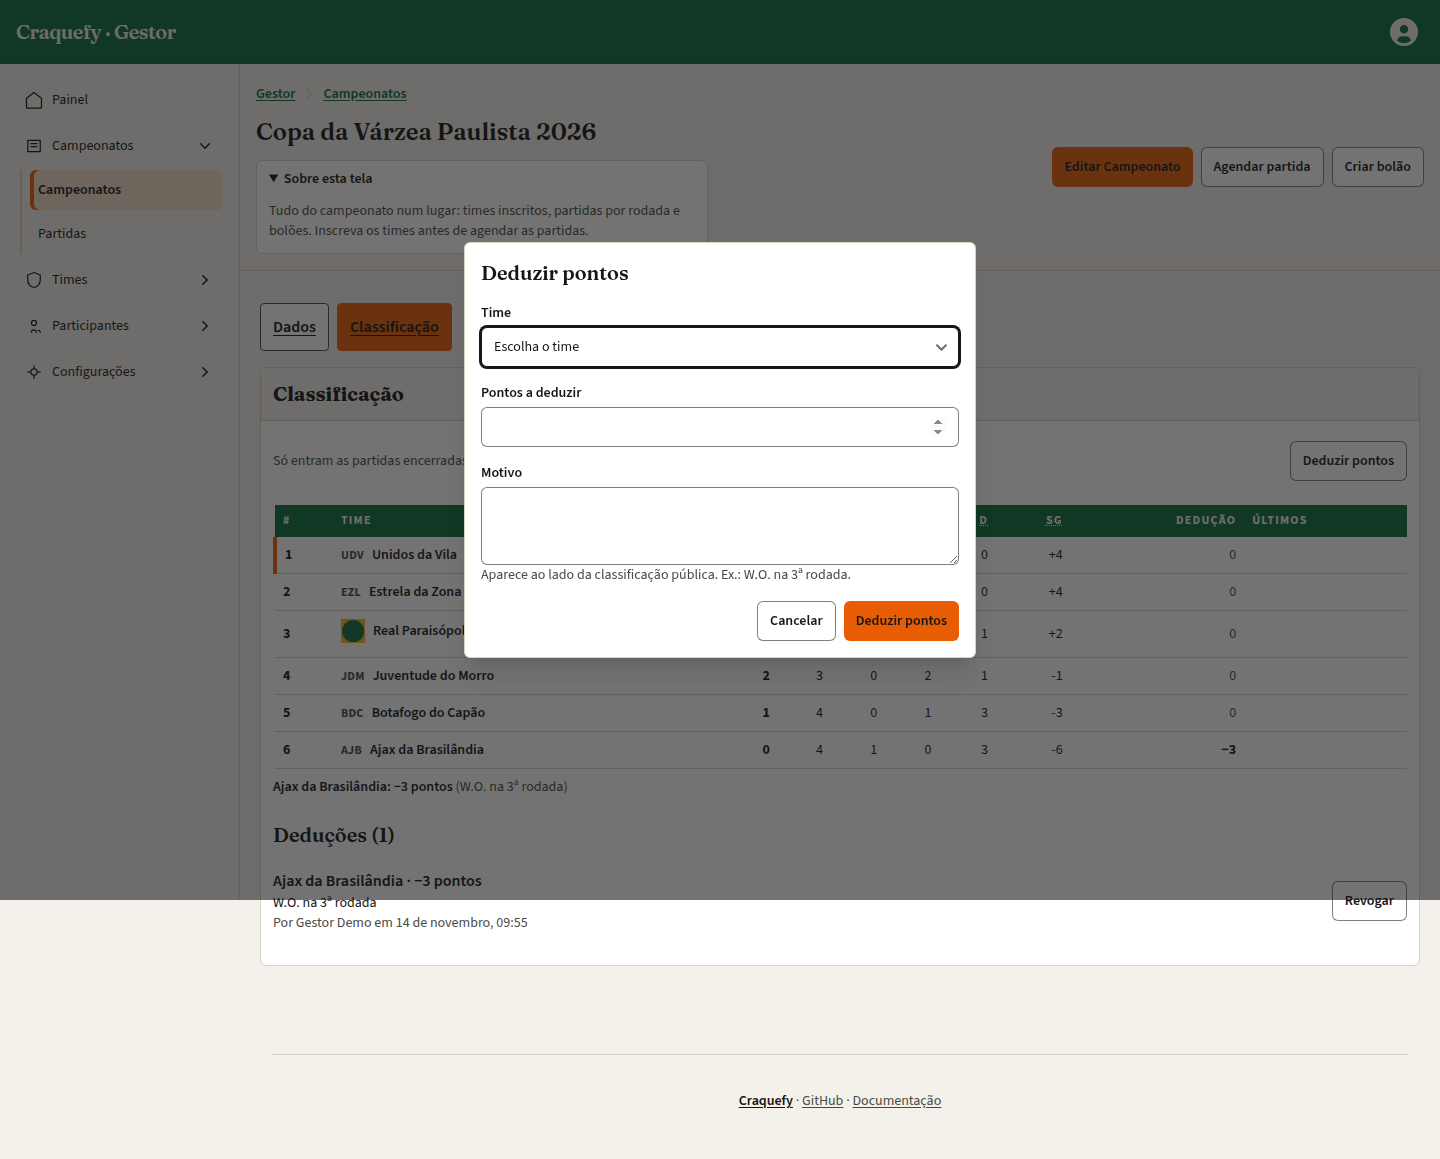 Craquefy · Gestor
Painel
Campeonatos
Campeonatos
Partidas
Times
Participantes
Configurações
Gestor
Campeonatos
Copa da Várzea Paulista 2026
Sobre esta tela
Tudo do campeonato num lugar: times inscritos, partidas por rodada e
bolões. Inscreva os times antes de agendar as partidas.
Editar Campeonato
Agendar partida
Criar bolão
Dados
Classificação
Classificação
Só entram as partidas encerradas
Deduzir pontos
# TIME D SG DEDUÇÃO ÚLTIMOS
1 UDV Unidos da Vila 0 +4 0
2 EZL Estrela da Zona 0 +4 0
3 Real Paraisópol 1 +2 0
4 JDM Juventude do Morro 2 3 0 2 1 -1 0
5 BDC Botafogo do Capão 1 4 0 1 3 -3 0
6 AJB Ajax da Brasilândia 0 4 1 0 3 -6 −3
Ajax da Brasilândia: −3 pontos (W.O. na 3ª rodada)
Deduções (1)
Ajax da Brasilândia · −3 pontos
W.O. na 3ª rodada
Por Gestor Demo em 14 de novembro, 09:55
Revogar
Deduzir pontos
Time
Escolha o time
Pontos a deduzir
Motivo
Aparece ao lado da classificação pública. Ex.: W.O. na 3ª rodada.
Cancelar
Deduzir pontos
Craquefy · GitHub · Documentação